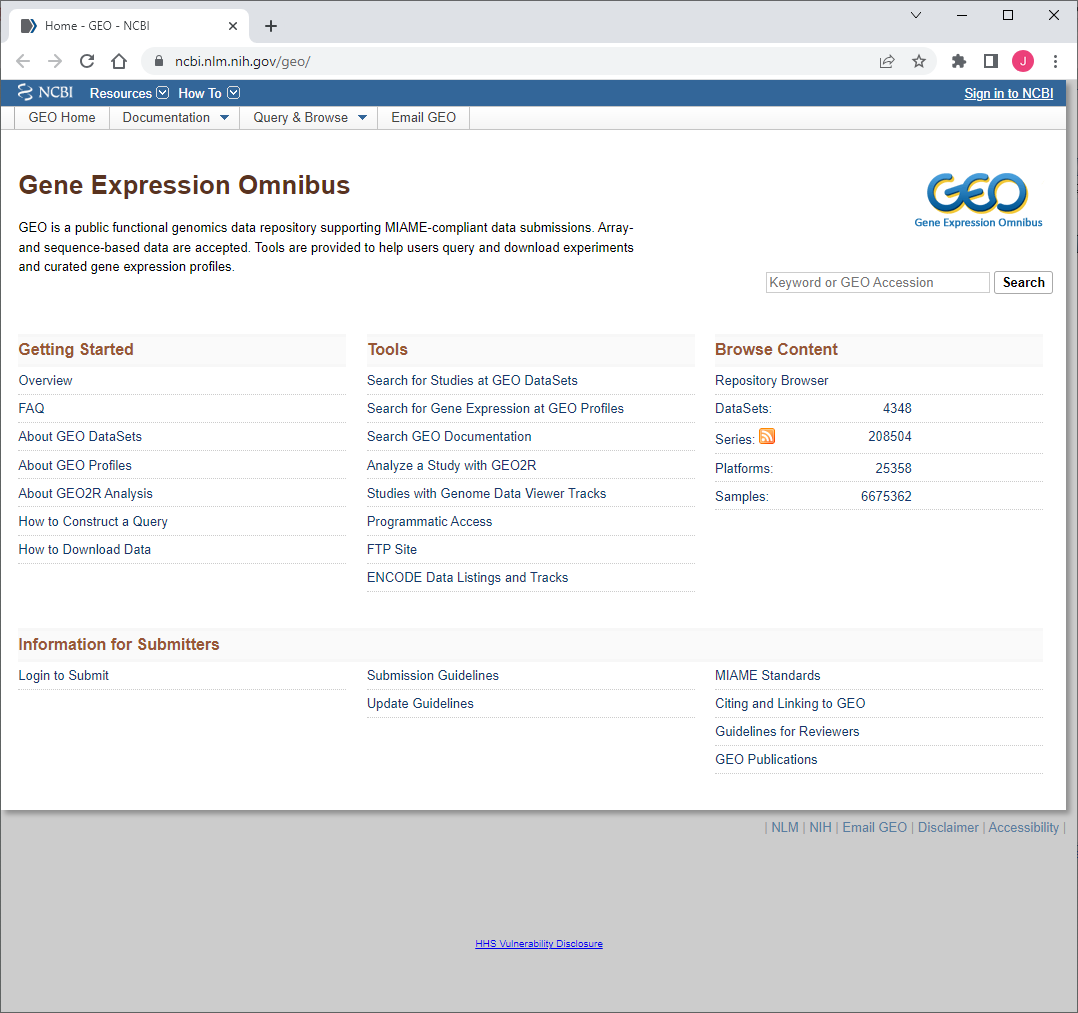 Home - GEO - NCBI
ncbi.nlm.nih.gov/geo/
J
NCBI Resources How To Sign in to NCBI
GEO Home Documentation Query & Browse Email GEO
Gene Expression Omnibus
GEO
Gene Expression Omnibus
GEO is a public functional genomics data repository supporting MIAME-compliant data submissions. Array-
and sequence-based data are accepted. Tools are provided to help users query and download experiments
and curated gene expression profiles.
Keyword or GEO Accession Search
Getting Started
Overview
FAQ
About GEO DataSets
About GEO Profiles
About GEO2R Analysis
How to Construct a Query
How to Download Data
Tools
Search for Studies at GEO DataSets
Search for Gene Expression at GEO Profiles
Search GEO Documentation
Analyze a Study with GEO2R
Studies with Genome Data Viewer Tracks
Programmatic Access
FTP Site
ENCODE Data Listings and Tracks
Browse Content
Repository Browser
DataSets: 4348
Series: 208504
Platforms: 25358
Samples: 6675362
Information for Submitters
Login to Submit
Submission Guidelines
Update Guidelines
MIAME Standards
Citing and Linking to GEO
Guidelines for Reviewers
GEO Publications
| NLM | NIH | Email GEO | Disclaimer | Accessibility |
HHS Vulnerability Disclosure